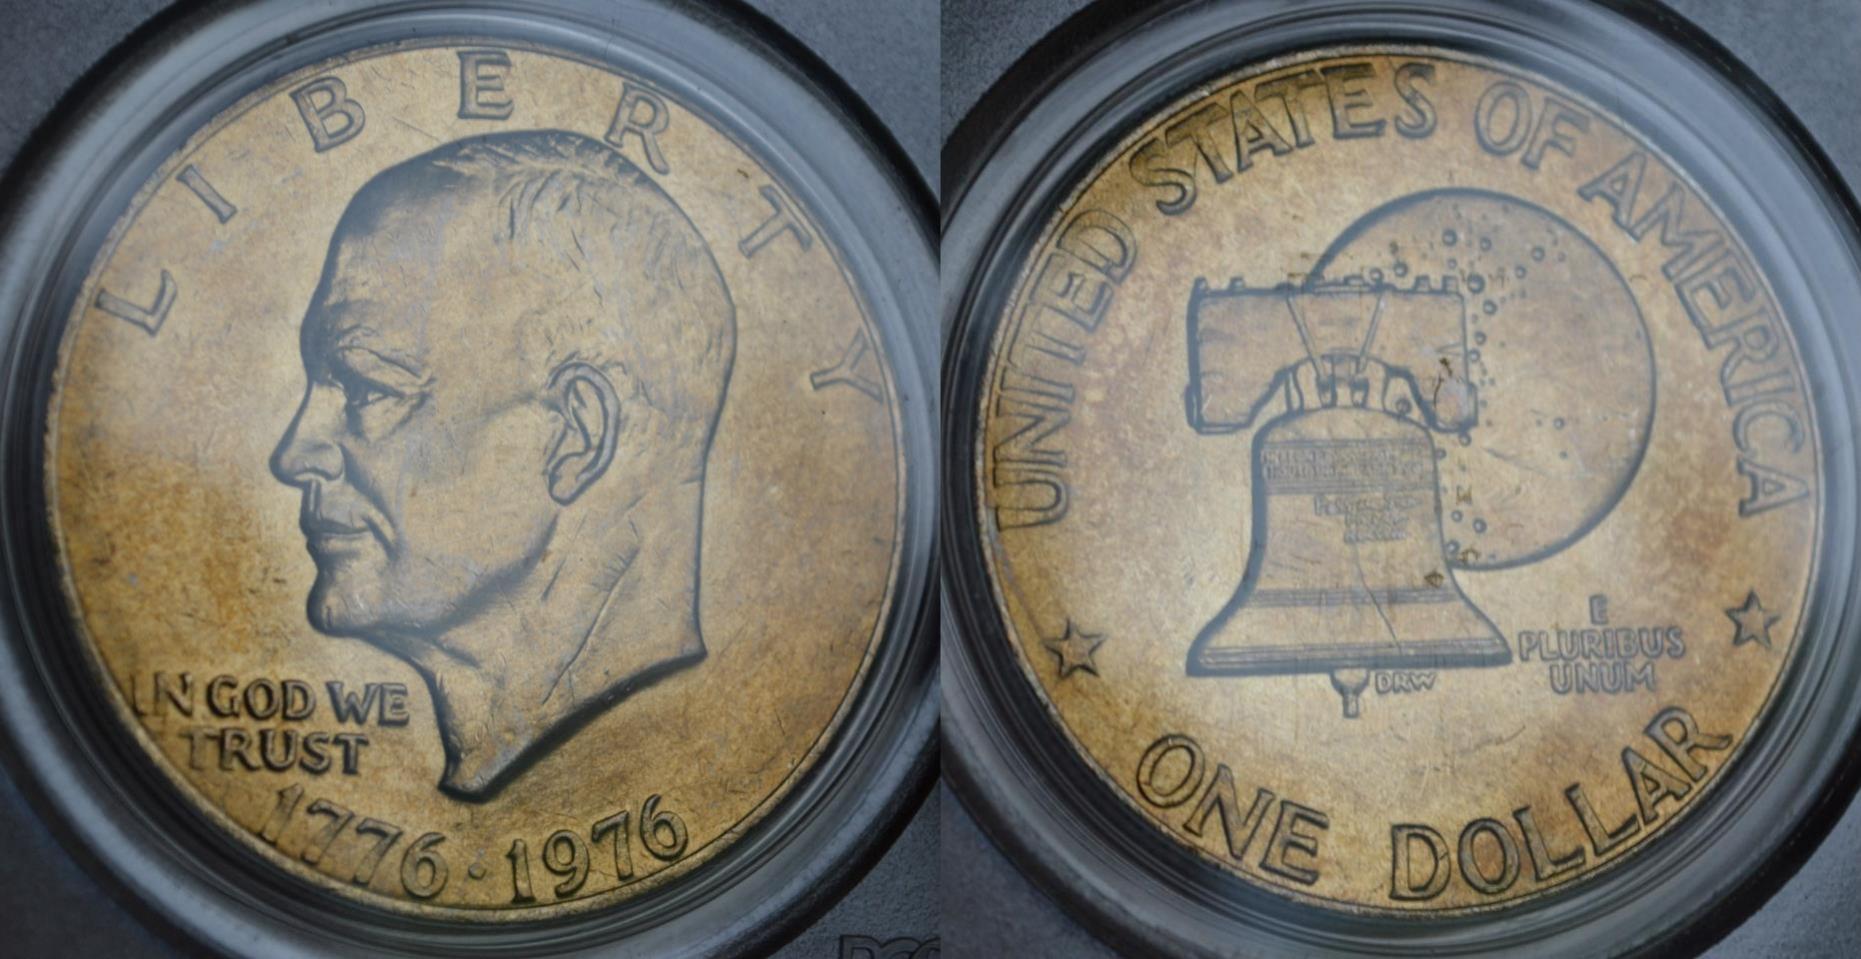 LIBERTY
IN GOD WE
TRUST
1776 · 1976
UNITED STATES OF AMERICA
E
PLURIBUS
UNUM
DRW
ONE DOLLAR